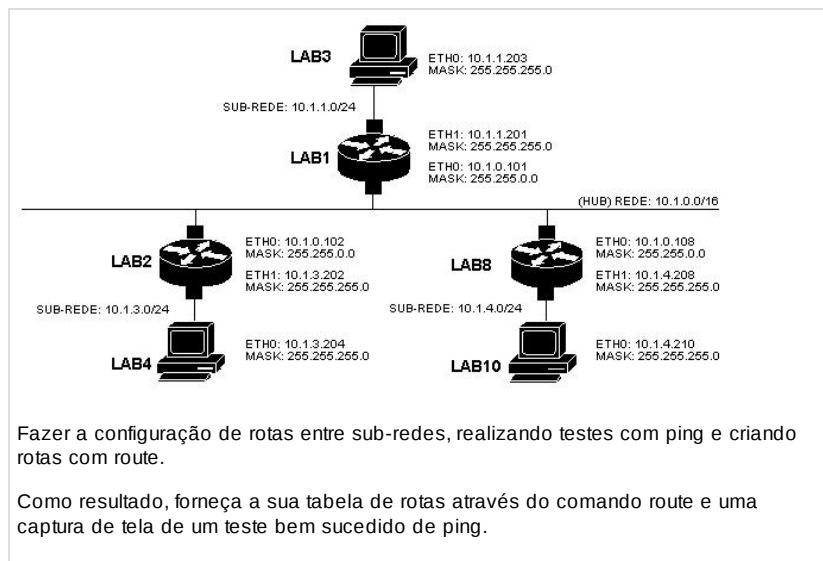 LAB3
ETH0: 10.1.1.203
MASK: 255.255.255.0
SUB-REDE: 10.1.1.0/24
LAB1
ETH1: 10.1.1.201
MASK: 255.255.255.0
ETH0: 10.1.0.101
MASK: 255.255.0.0
(HUB) REDE: 10.1.0.0/16
LAB2
ETH0: 10.1.0.102
MASK: 255.255.0.0
ETH1: 10.1.3.202
MASK: 255.255.255.0
LAB8
ETH0: 10.1.0.108
MASK: 255.255.0.0
ETH1: 10.1.4.208
MASK: 255.255.255.0
SUB-REDE: 10.1.3.0/24
SUB-REDE: 10.1.4.0/24
LAB4
ETH0: 10.1.3.204
MASK: 255.255.255.0
LAB10
ETH0: 10.1.4.210
MASK: 255.255.255.0
Fazer a configuração de rotas entre sub-redes, realizando testes com ping e criando
rotas com route.
Como resultado, forneça a sua tabela de rotas através do comando route e uma
captura de tela de um teste bem sucedido de ping.